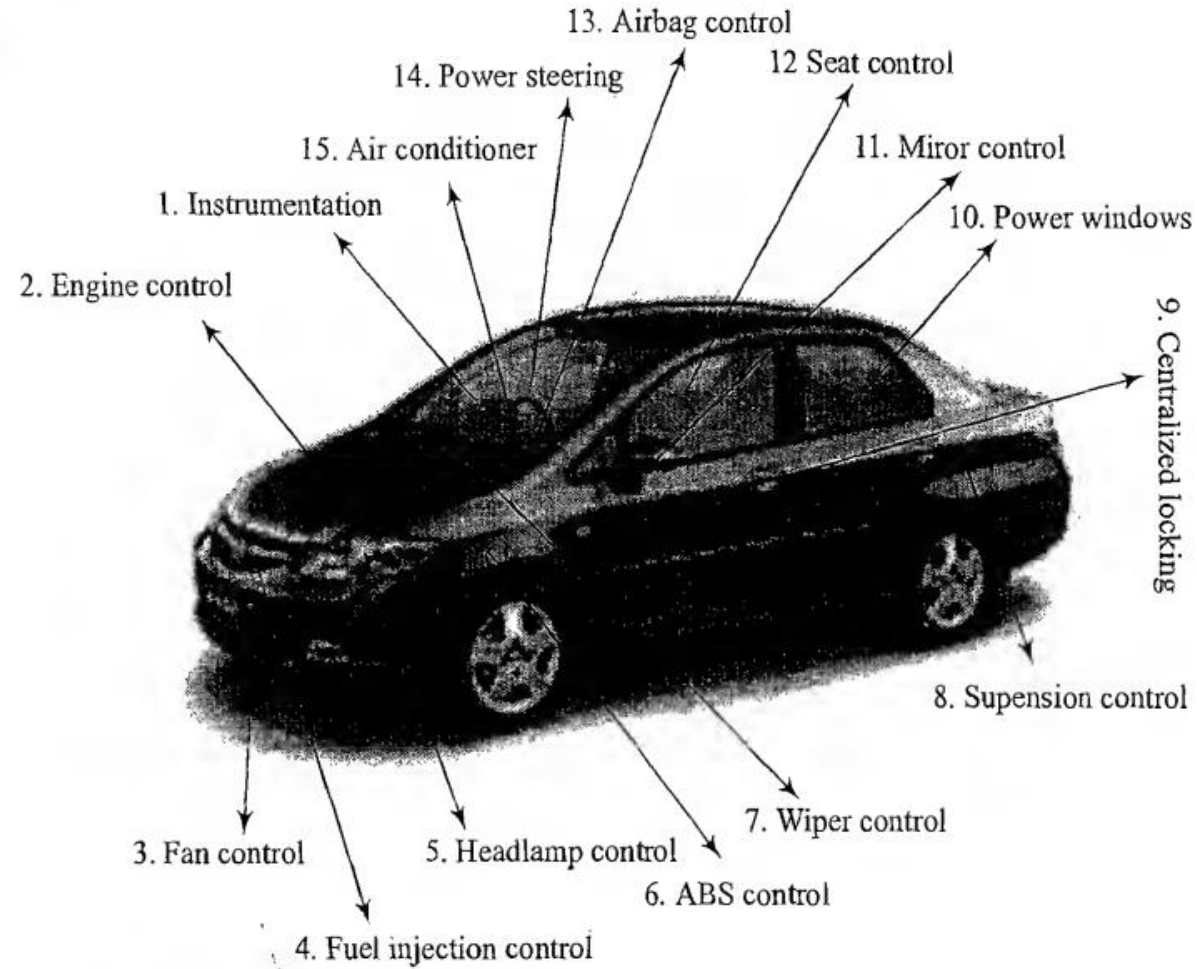 13. Airbag control
12 Seat control
14. Power steering
11. Miror control
15. Air conditioner
10. Power windows
1. Instrumentation
2. Engine control
9. Centralized locking
8. Supension control
7. Wiper control
3. Fan control
5. Headlamp control
6. ABS control
4. Fuel injection control